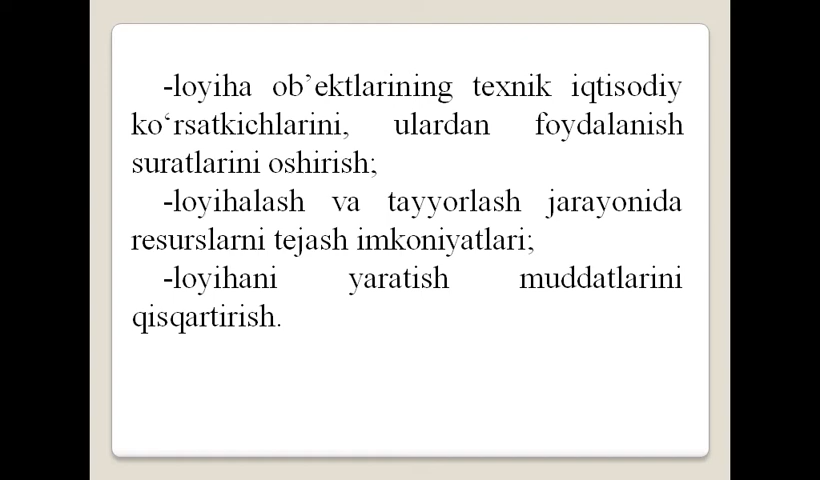 -loyiha ob’ektlarining texnik iqtisodiy
ko‘rsatkichlarini, ulardan foydalanish
suratlarini oshirish;
-loyihalash va tayyorlash jarayonida
resurslarni tejash imkoniyatlari;
-loyihani yaratish muddatlarini
qisqartirish.